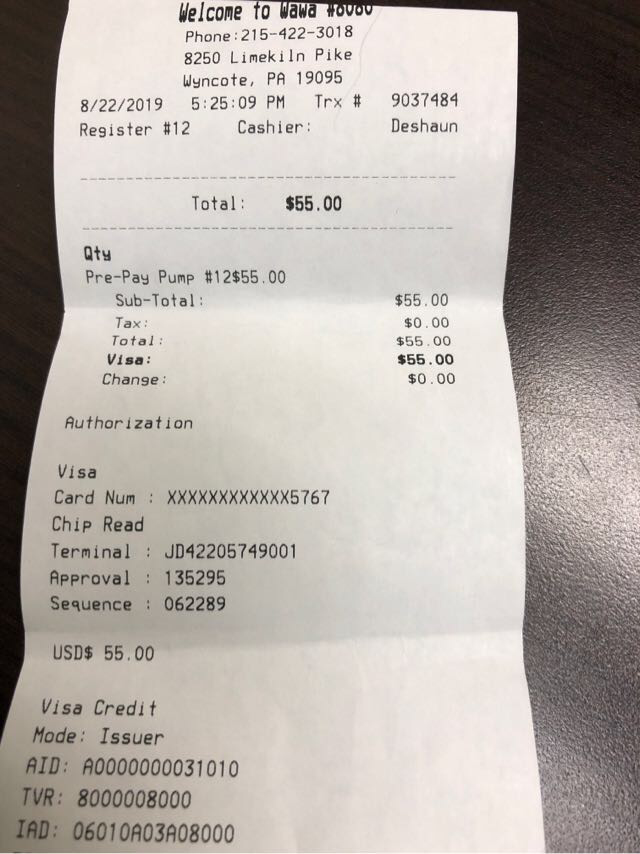 Welcome to Wawa #8080
Phone:215-422-3018
8250 Limekiln Pike
Wyncote, PA 19095
8/22/2019 5:25:09 PM Trx # 9037484
Register #12 Cashier: Deshaun
Total: $55.00
Qty
Pre-Pay Pump #12$55.00
Sub-Total: $55.00
Tax: $0.00
Total: $55.00
Visa: $55.00
Change: $0.00
Authorization
Visa
Card Num : XXXXXXXXXXXX5767
Chip Read
Terminal : JD42205749001
Approval : 135295
Sequence : 062289
USD$ 55.00
Visa Credit
Mode: Issuer
AID: A0000000031010
TVR: 8000008000
IAD: 06010A03A08000